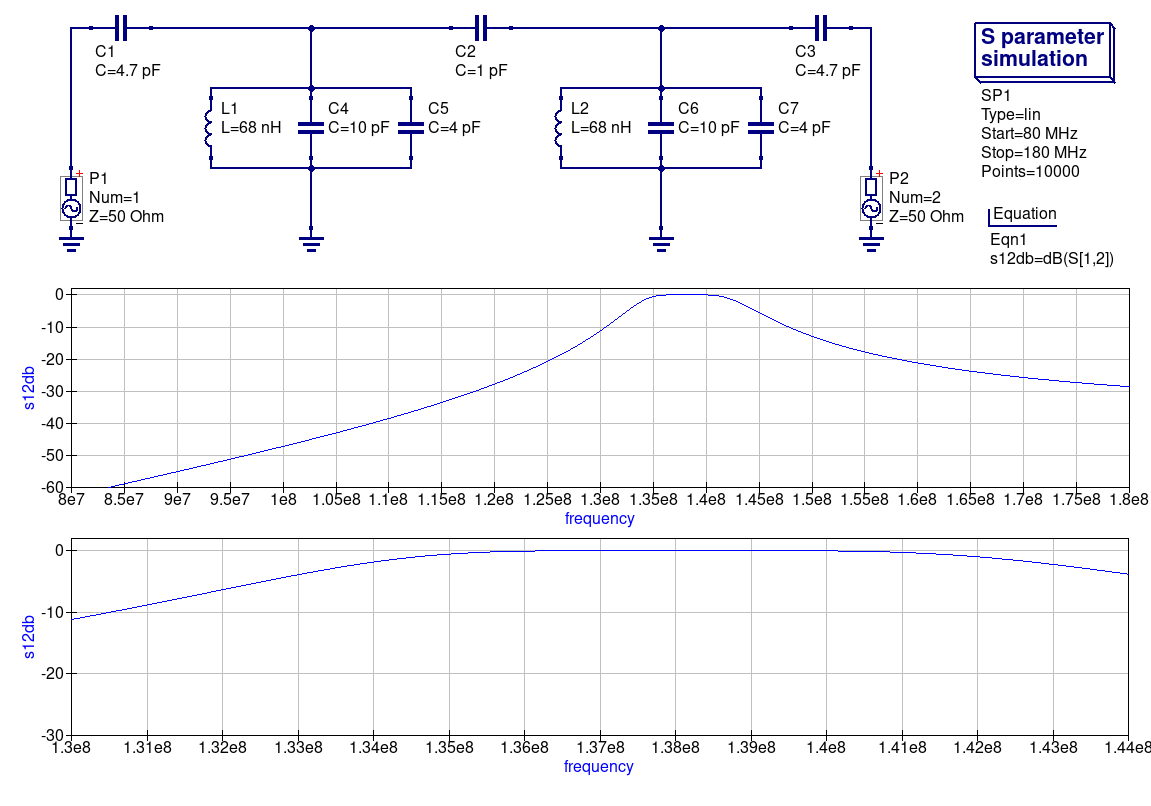 C1
C=4.7 pF
C2
C=1 pF
C3
C=4.7 pF
S parameter
simulation
SP1
Type=lin
Start=80 MHz
Stop=180 MHz
Points=10000
L1
L=68 nH
C4
C=10 pF
C5
C=4 pF
L2
L=68 nH
C6
C=10 pF
C7
C=4 pF
+
P1
Num=1
Z=50 Ohm
+
P2
Num=2
Z=50 Ohm
Equation
Eqn1
s12db=dB(S[1,2])
0
-10
-20
-30
-40
-50
-60
s12db
8e7 8.5e7 9e7 9.5e7 1e8 1.05e8 1.1e8 1.15e8 1.2e8 1.25e8 1.3e8 1.35e8 1.4e8 1.45e8 1.5e8 1.55e8 1.6e8 1.65e8 1.7e8 1.75e8 1.8e8
frequency
0
-10
-20
-30
s12db
1.3e8 1.31e8 1.32e8 1.33e8 1.34e8 1.35e8 1.36e8 1.37e8 1.38e8 1.39e8 1.4e8 1.41e8 1.42e8 1.43e8 1.44e8
frequency